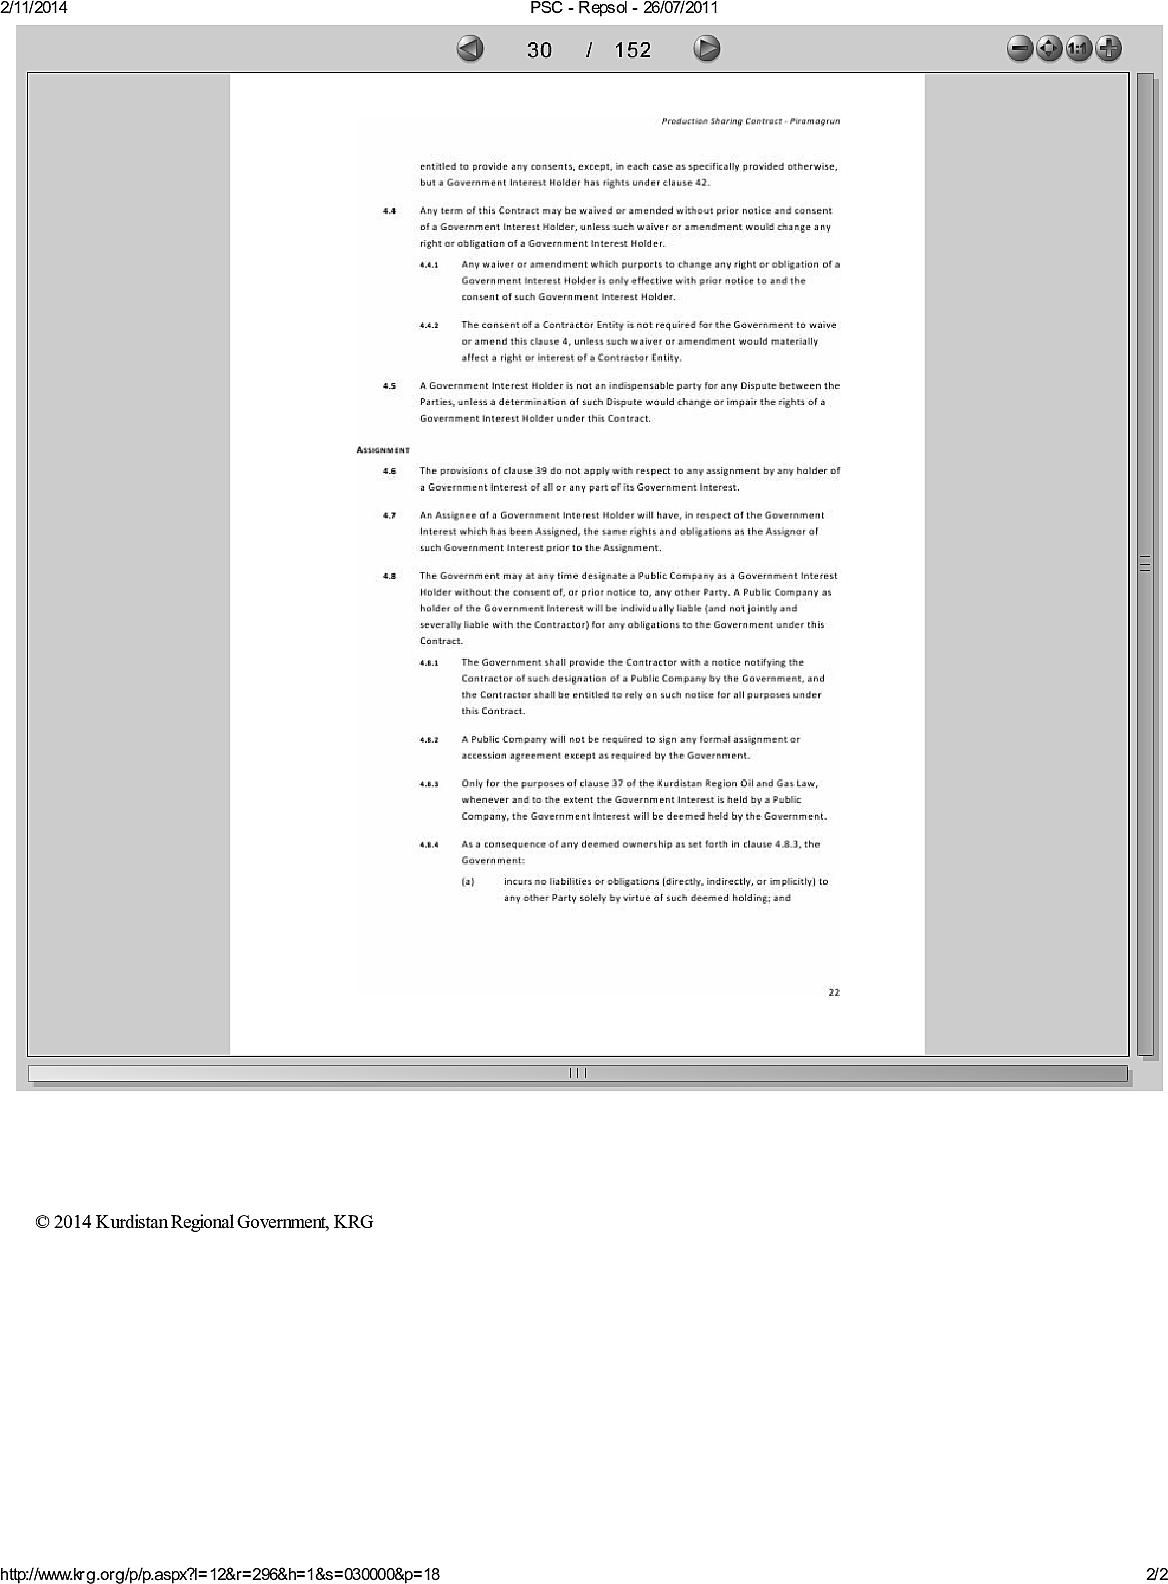 2/11/2014 PSC - Repsol - 26/07/2011
30 / 152
1:1
Production Sharing Contract - Piramagrun
entitled to provide any consents, except, in each case as specifically provided otherwise,
but a Government Interest Holder has rights under clause 42.
4.4 Any term of this Contract may be waived or amended without prior notice and consent
of a Government Interest Holder, unless such waiver or amendment would change any
right or obligation of a Government Interest Holder.
4.4.1 Any waiver or amendment which purports to change any right or obligation of a
Government Interest Holder is only effective with prior notice to and the
consent of such Government Interest Holder.
4.4.2 The consent of a Contractor Entity is not required for the Government to waive
or amend this clause 4, unless such waiver or amendment would materially
affect a right or interest of a Contractor Entity.
4.5 A Government Interest Holder is not an indispensable party for any Dispute between the
Parties, unless a determination of such Dispute would change or impair the rights of a
Government Interest Holder under this Contract.
ASSIGNMENT
4.6 The provisions of clause 39 do not apply with respect to any assignment by any holder of
a Government Interest of all or any part of its Government Interest.
4.7 An Assignee of a Government Interest Holder will have, in respect of the Government
Interest which has been Assigned, the same rights and obligations as the Assignor of
such Government Interest prior to the Assignment.
4.8 The Government may at any time designate a Public Company as a Government Interest
Holder without the consent of, or prior notice to, any other Party. A Public Company as
holder of the Government Interest will be individually liable (and not jointly and
severally liable with the Contractor) for any obligations to the Government under this
Contract.
4.8.1 The Government shall provide the Contractor with a notice notifying the
Contractor of such designation of a Public Company by the Government, and
the Contractor shall be entitled to rely on such notice for all purposes under
this Contract.
4.8.2 A Public Company will not be required to sign any formal assignment or
accession agreement except as required by the Government.
4.8.3 Only for the purposes of clause 37 of the Kurdistan Region Oil and Gas Law,
whenever and to the extent the Government Interest is held by a Public
Company, the Government Interest will be deemed held by the Government.
4.8.4 As a consequence of any deemed ownership as set forth in clause 4.8.3, the
Government:
(a) incurs no liabilities or obligations (directly, indirectly, or implicitly) to
any other Party solely by virtue of such deemed holding; and
22
© 2014 Kurdistan Regional Government, KRG
http://www.krg.org/p/p.aspx?l=12&r=296&h=1&s=030000&p=18 2/2